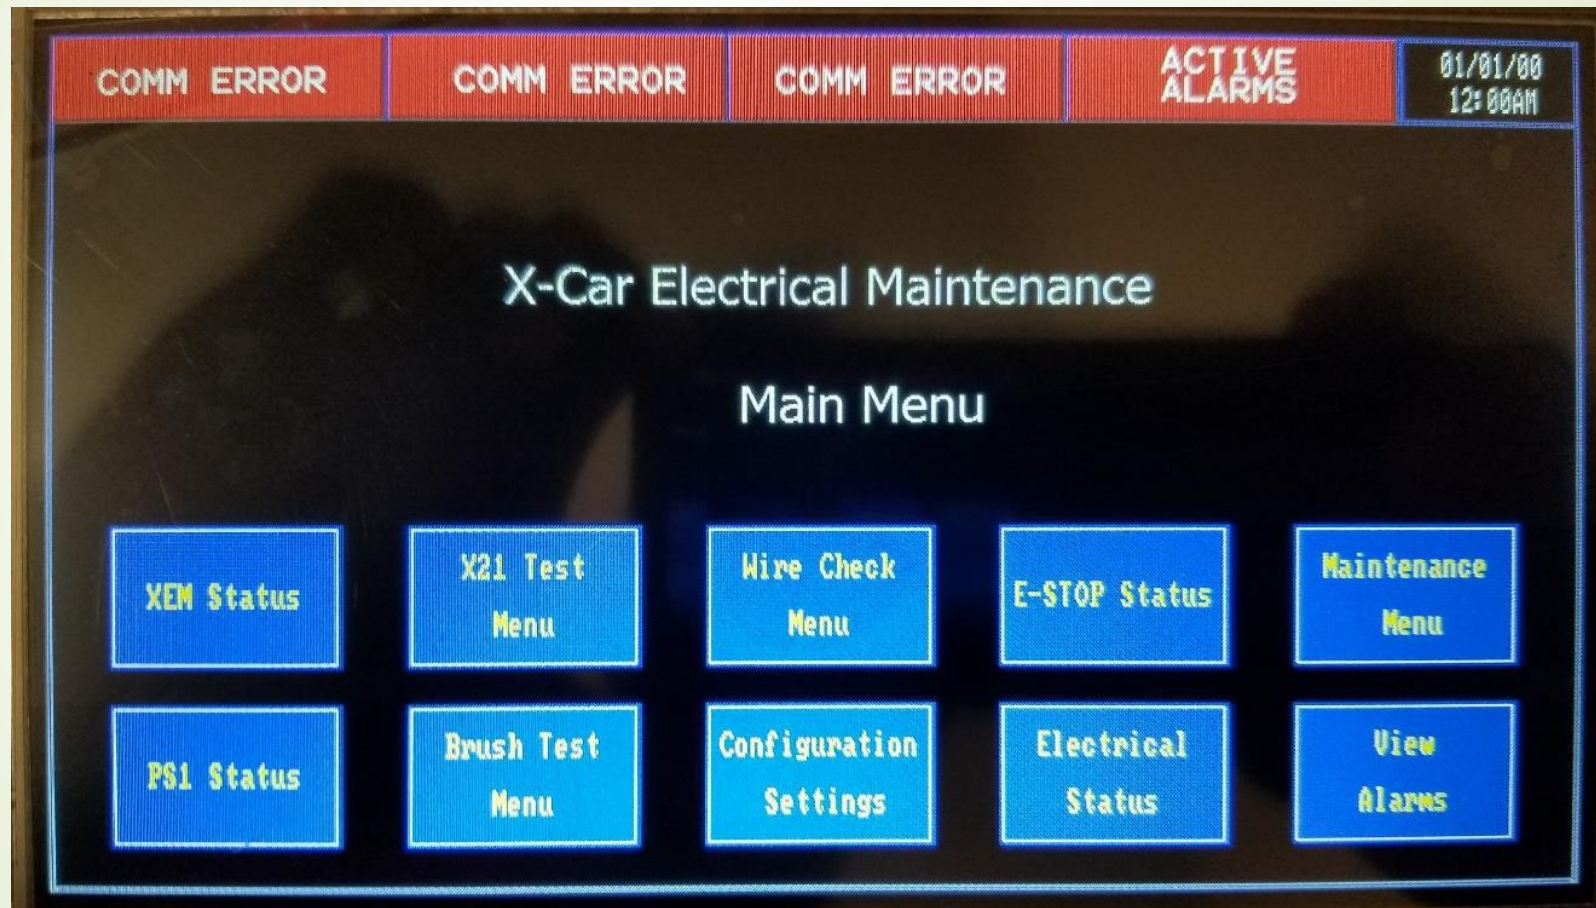 COMM ERROR
COMM ERROR
COMM ERROR
ACTIVE
ALARMS
01/01/00
12:00AM
X-Car Electrical Maintenance
Main Menu
XEM Status
X21 Test
Menu
Wire Check
Menu
E-STOP Status
Maintenance
Menu
PS1 Status
Brush Test
Menu
Configuration
Settings
Electrical
Status
View
Alarms